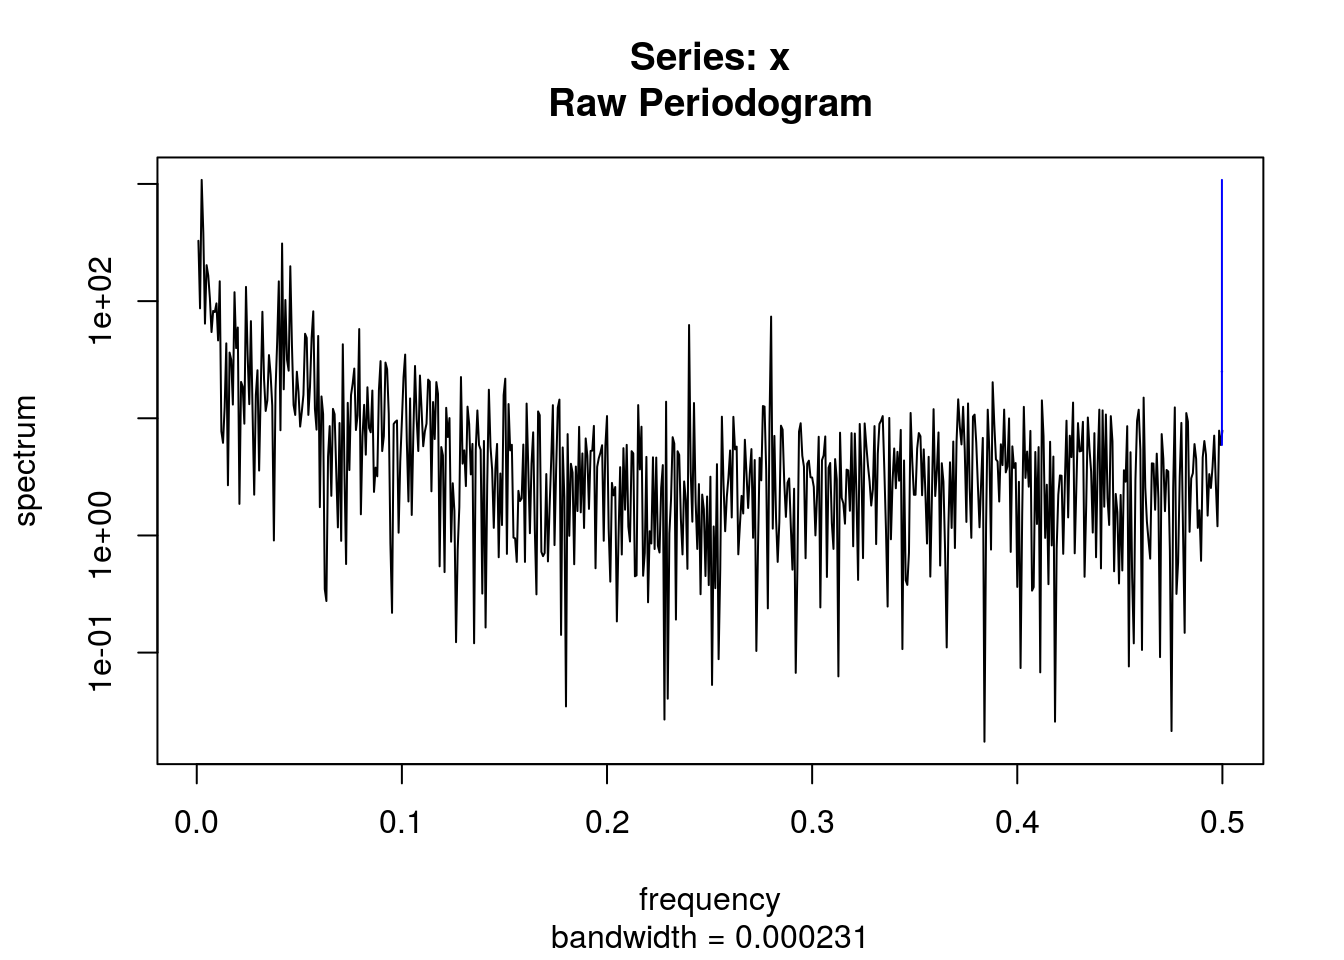 Series: x
Raw Periodogram
spectrum
1e-01
1e+00
1e+02
0.0
0.1
0.2
0.3
0.4
0.5
frequency
bandwidth = 0.000231